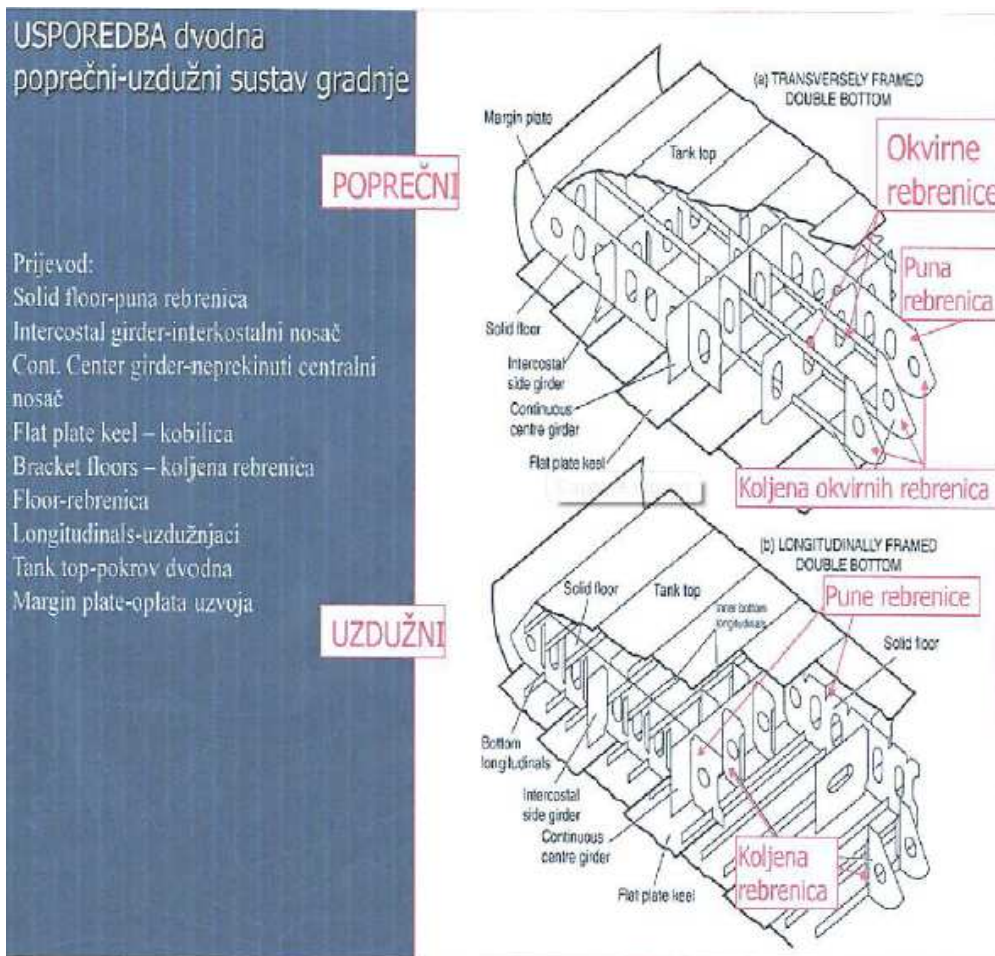 USPOREDBA dvodna
poprečni-uzdužni sustav gradnje
POPREČNI
Prijevod:
Solid floor-puna rebrenica
Intercostal girder-interkostalni nosač
Cont. Center girder-neprekinuti centralni
nosač
Flat plate keel – kobilica
Bracket floors – koljena rebrenica
Floor-rebrenica
Longitudinals-uzdužnjaci
Tank top-pokrov dvodna
Margin plate-oplata uzvoja
UZDUŽNI
(a) TRANSVERSELY FRAMED
DOUBLE BOTTOM
Margin plate
Tank top
Okvirne
rebrenice
Puna
rebrenica
Solid floor
Intercostal
side girder
Continuous
centre girder
Flat plate keel
Koljena okvirnih rebrenica
(b) LONGITUDINALLY FRAMED
DOUBLE BOTTOM
Solid floor
Tank top
Inner bottom
longitudinals
Pune rebrenice
Solid floor
Bottom
longitudinals
Intercostal
side girder
Continuous
centre girder
Flat plate keel
Koljena
rebrenica